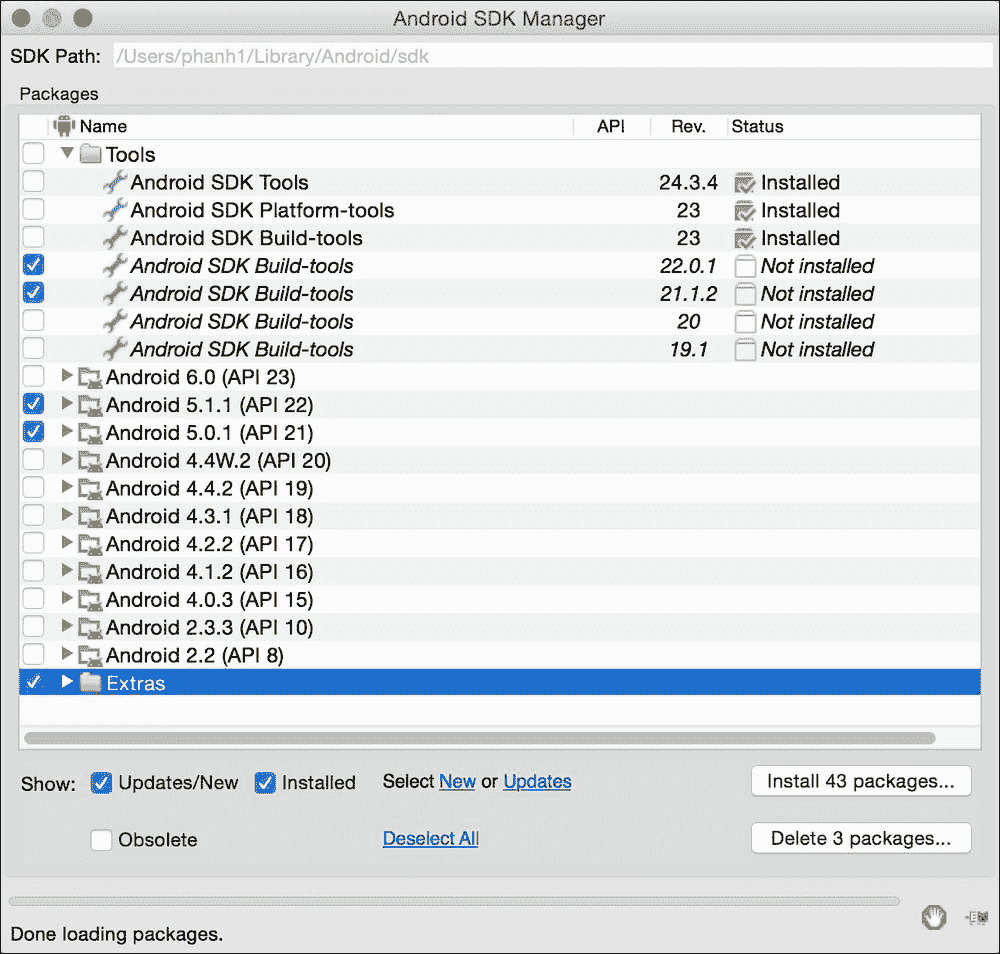 Android SDK Manager
SDK Path: /Users/phanh1/Library/Android/sdk
Packages
Name API Rev. Status
Tools
Android SDK Tools 24.3.4 Installed
Android SDK Platform-tools 23 Installed
Android SDK Build-tools 23 Installed
Android SDK Build-tools 22.0.1 Not installed
Android SDK Build-tools 21.1.2 Not installed
Android SDK Build-tools 20 Not installed
Android SDK Build-tools 19.1 Not installed
Android 6.0 (API 23)
Android 5.1.1 (API 22)
Android 5.0.1 (API 21)
Android 4.4W.2 (API 20)
Android 4.4.2 (API 19)
Android 4.3.1 (API 18)
Android 4.2.2 (API 17)
Android 4.1.2 (API 16)
Android 4.0.3 (API 15)
Android 2.3.3 (API 10)
Android 2.2 (API 8)
Extras
Show: Updates/New Installed Select New or Updates Install 43 packages...
Obsolete Deselect All Delete 3 packages...
Done loading packages.